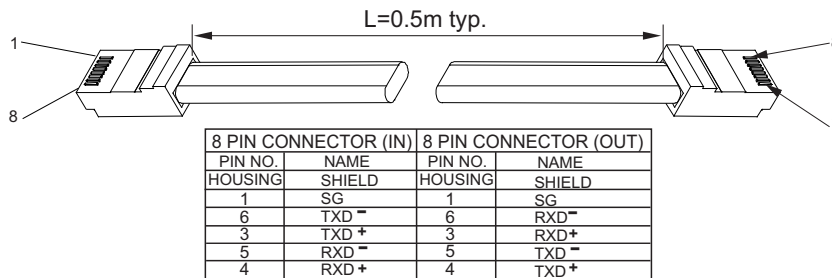 L=0.5m typ.
1
8
8 PIN CONNECTOR (IN) 8 PIN CONNECTOR (OUT)
PIN NO. NAME PIN NO. NAME
HOUSING SHIELD HOUSING SHIELD
1 SG 1 SG
6 TXD - 6 RXD-
3 TXD + 3 RXD+
5 RXD - 5 TXD -
4 RXD + 4 TXD +